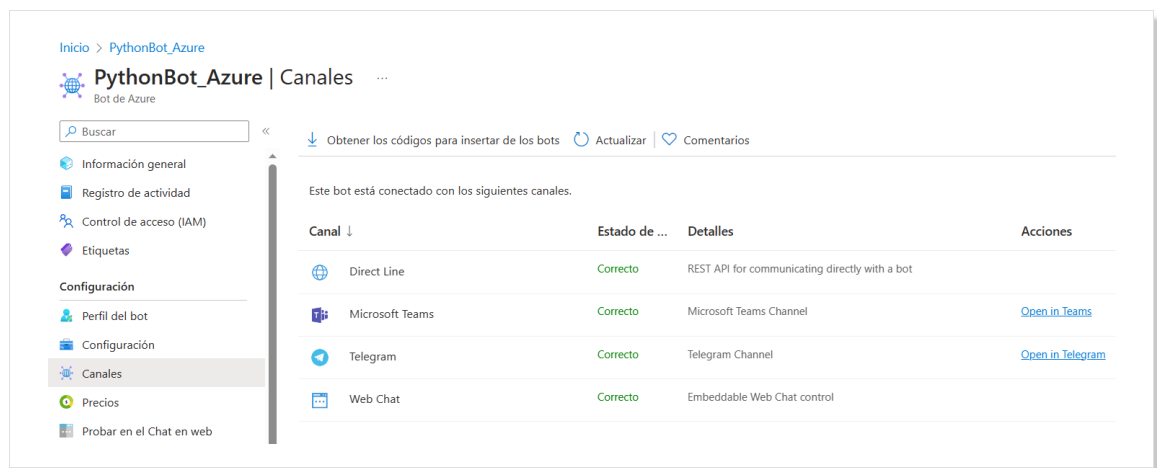 Inicio > PythonBot_Azure
PythonBot_Azure | Canales ...
Bot de Azure
Buscar «
Obtener los códigos para insertar de los bots Actualizar Comentarios
Información general
Registro de actividad
Control de acceso (IAM)
Etiquetas
Configuración
Perfil del bot
Configuración
Canales
Precios
Probar en el Chat en web
Este bot está conectado con los siguientes canales.
Canal ↓ Estado de ... Detalles Acciones
Direct Line Correcto REST API for communicating directly with a bot
Microsoft Teams Correcto Microsoft Teams Channel Open in Teams
Telegram Correcto Telegram Channel Open in Telegram
Web Chat Correcto Embeddable Web Chat control